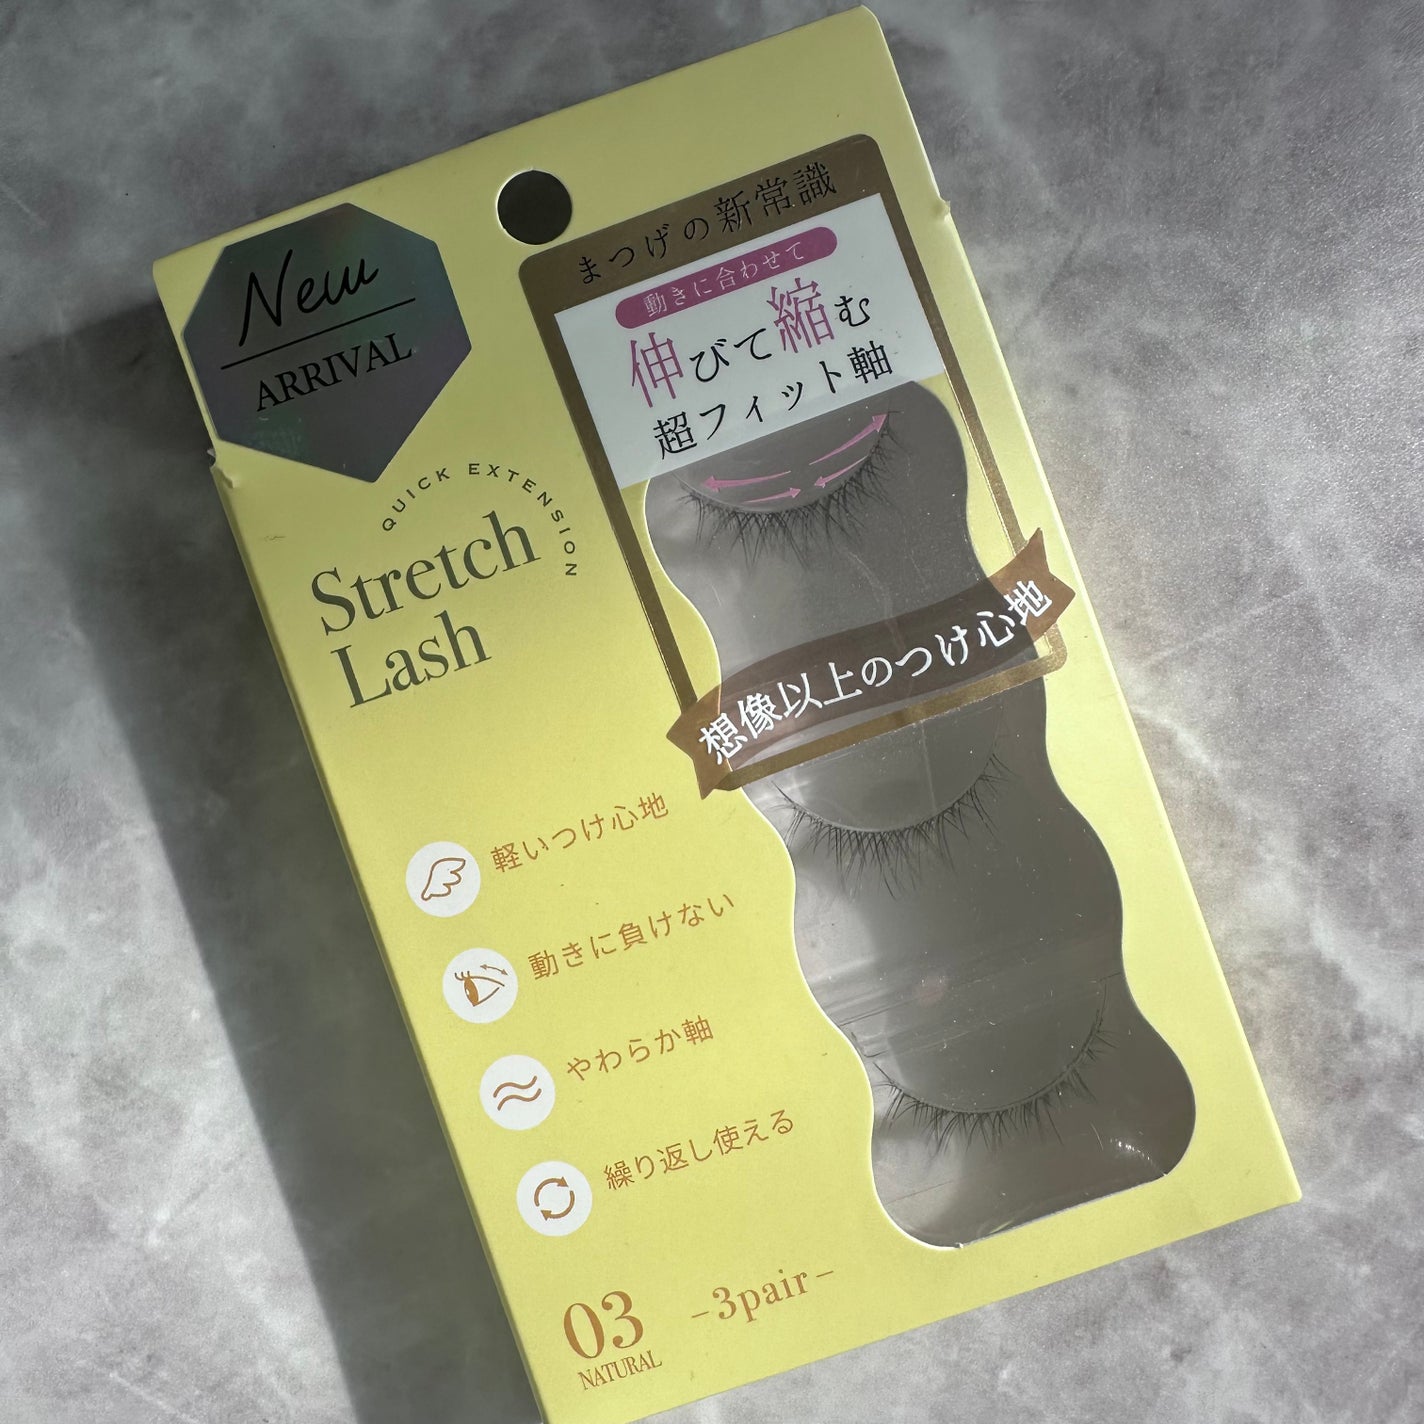 New
ARRIVAL
まつげの新常識
動きに合わせて
伸びて縮む
超フィット軸
QUICK EXTENSION
Stretch
Lash
想像以上のつけ心地
軽いつけ心地
動きに負けない
やわらか軸
繰り返し使える
03
NATURAL
-3pair-